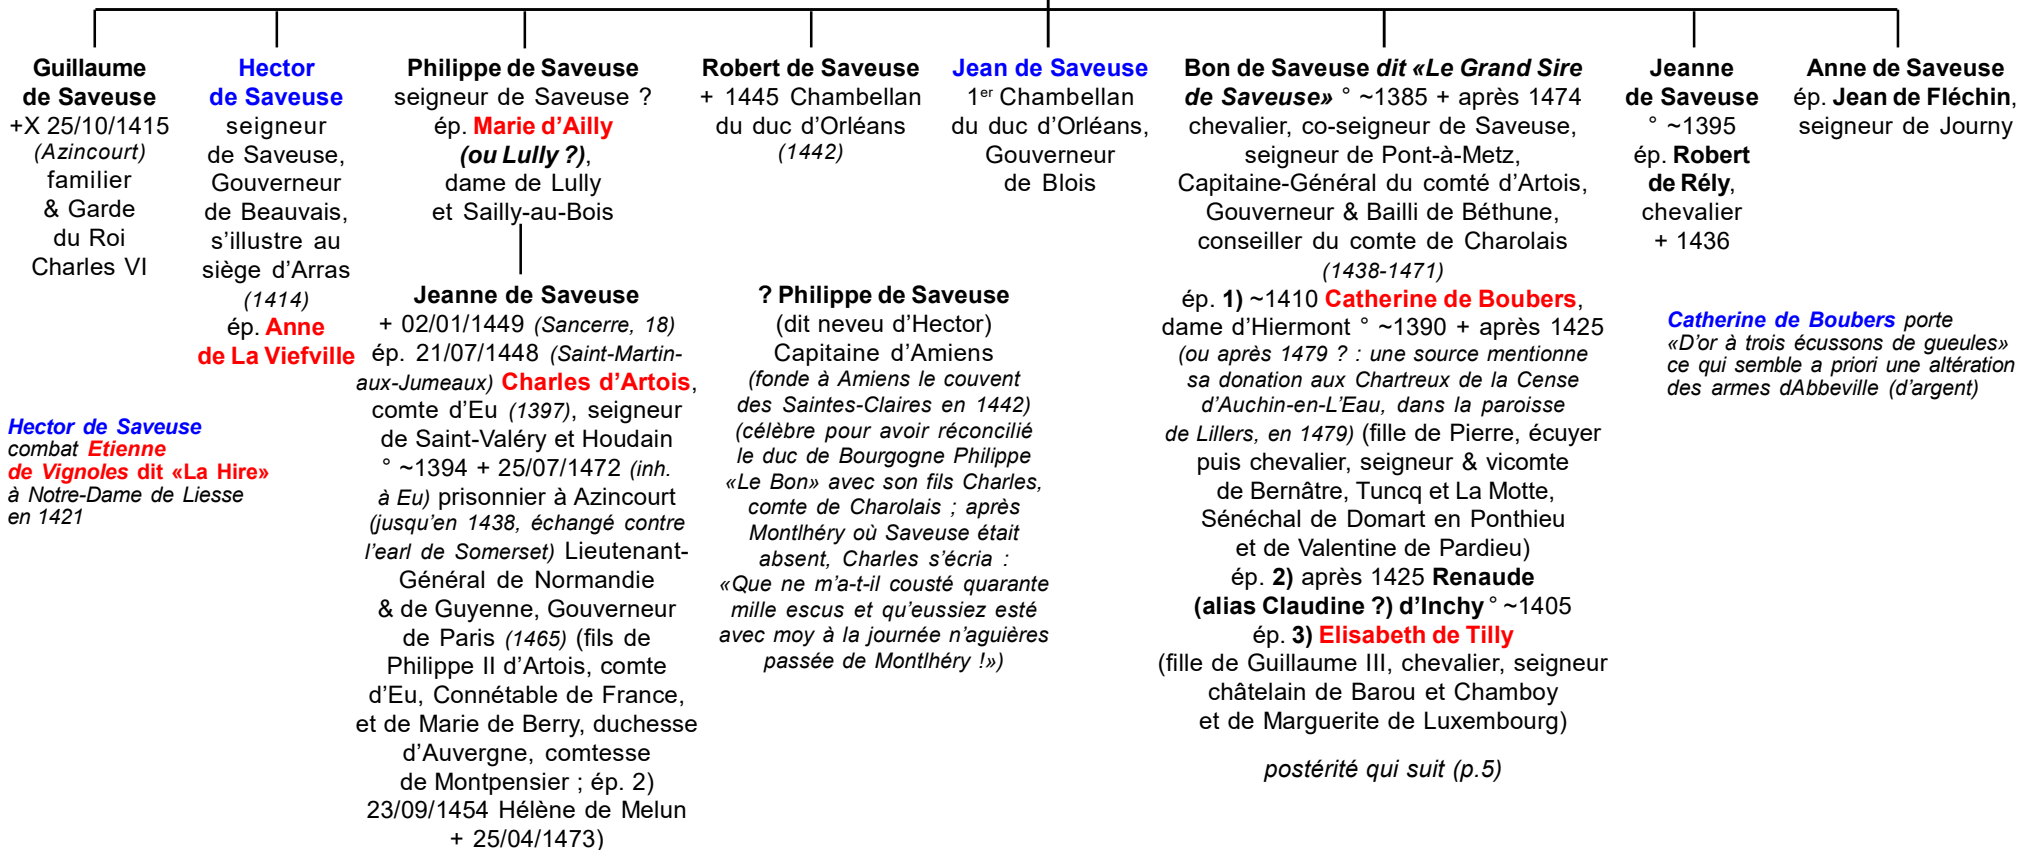 Guillaume
de Saveuse
+X 25/10/1415
(Azincourt)
familier
& Garde
du Roi
Charles VI
Hector
de Saveuse
seigneur
de Saveuse,
Gouverneur
de Beauvais,
s’illustre au
siège d’Arras
(1414)
ép. Anne
de La Viefville
Hector de Saveuse
combat Etienne
de Vignoles dit «La Hire»
à Notre-Dame de Liesse
en 1421
Philippe de Saveuse
seigneur de Saveuse ?
ép. Marie d’Ailly
(ou Lully ?),
dame de Lully
et Sailly-au-Bois
Jeanne de Saveuse
+ 02/01/1449 (Sancerre, 18)
ép. 21/07/1448 (Saint-Martin-
aux-Jumeaux) Charles d’Artois,
comte d’Eu (1397), seigneur
de Saint-Valéry et Houdain
° ~1394 + 25/07/1472 (inh.
à Eu) prisonnier à Azincourt
(jusqu’en 1438, échangé contre
l’earl de Somerset) Lieutenant-
Général de Normandie
& de Guyenne, Gouverneur
de Paris (1465) (fils de
Philippe II d’Artois, comte
d’Eu, Connétable de France,
et de Marie de Berry, duchesse
d’Auvergne, comtesse
de Montpensier ; ép. 2)
23/09/1454 Hélène de Melun
+ 25/04/1473)
Robert de Saveuse
+ 1445 Chambellan
du duc d’Orléans
(1442)
? Philippe de Saveuse
(dit neveu d’Hector)
Capitaine d’Amiens
(fonde à Amiens le couvent
des Saintes-Claires en 1442)
(célèbre pour avoir réconcilié
le duc de Bourgogne Philippe
«Le Bon» avec son fils Charles,
comte de Charolais ; après
Montlhéry où Saveuse était
absent, Charles s’écria :
«Que ne m’a-t-il cousté quarante
mille escus et qu’eussiez esté
avec moy à la journée n’aguières
passée de Montlhéry !»)
Jean de Saveuse
1er Chambellan
du duc d’Orléans,
Gouverneur
de Blois
Bon de Saveuse dit «Le Grand Sire
de Saveuse» ° ~1385 + après 1474
chevalier, co-seigneur de Saveuse,
seigneur de Pont-à-Metz,
Capitaine-Général du comté d’Artois,
Gouverneur & Bailli de Béthune,
conseiller du comte de Charolais
(1438-1471)
ép. 1) ~1410 Catherine de Boubers,
dame d’Hiermont ° ~1390 + après 1425
(ou après 1479 ? : une source mentionne
sa donation aux Chartreux de la Cense
d’Auchin-en-L’Eau, dans la paroisse
de Lillers, en 1479) (fille de Pierre, écuyer
puis chevalier, seigneur & vicomte
de Bernâtre, Tuncq et La Motte,
Sénéchal de Domart en Ponthieu
et de Valentine de Pardieu)
ép. 2) après 1425 Renaude
(alias Claudine ?) d’Inchy ° ~1405
ép. 3) Elisabeth de Tilly
(fille de Guillaume III, chevalier, seigneur
châtelain de Barou et Chamboy
et de Marguerite de Luxembourg)
postérité qui suit (p.5)
Jeanne
de Saveuse
° ~1395
ép. Robert
de Rély,
chevalier
+ 1436
Anne de Saveuse
ép. Jean de Fléchin,
seigneur de Journy
Catherine de Boubers porte
«D’or à trois écussons de gueules»
ce qui semble a priori une altération
des armes dAbbeville (d’argent)